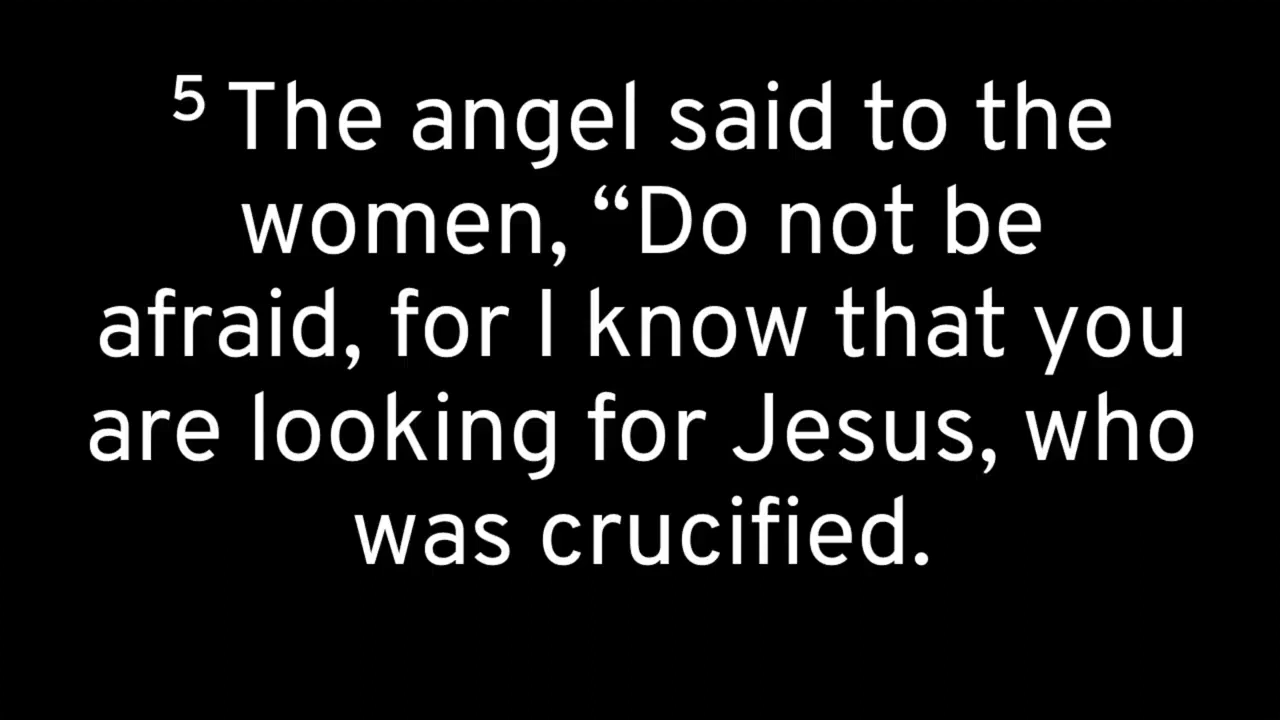 ⁵ The angel said to the
women, “Do not be
afraid, for I know that you
are looking for Jesus, who
was crucified.